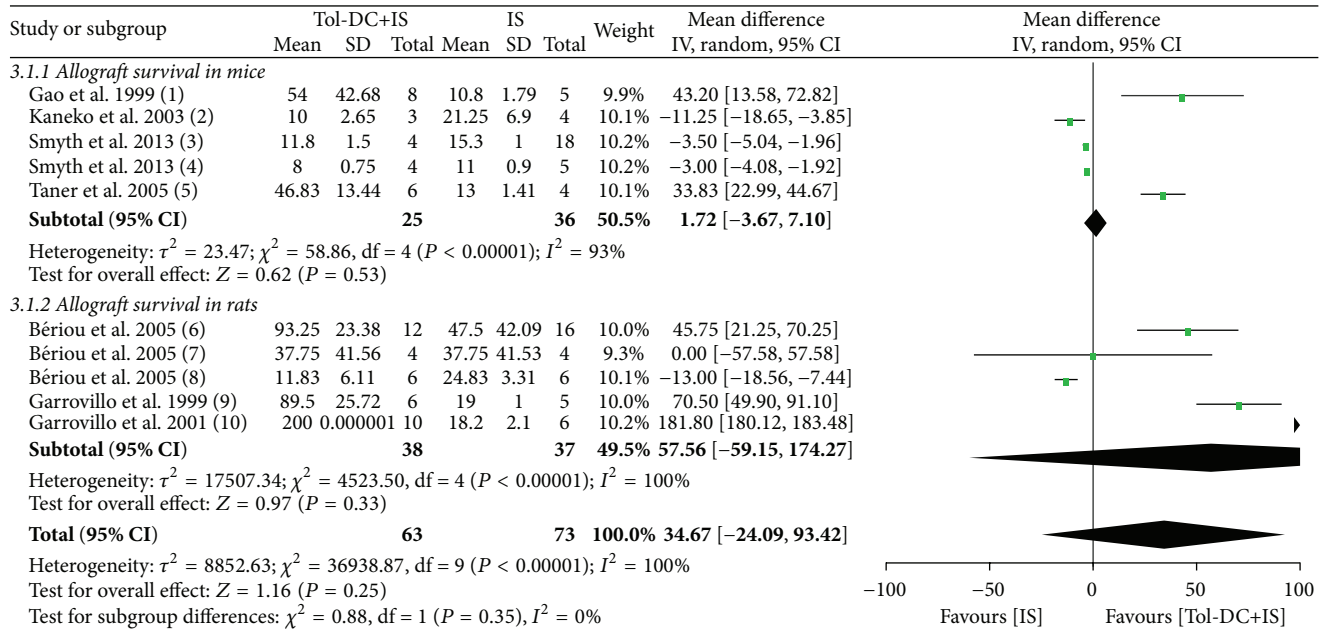 Study or subgroup Tol-DC+IS IS Weight Mean difference Mean difference
Mean SD Total Mean SD Total IV, random, 95% CI IV, random, 95% CI
3.1.1 Allograft survival in mice
Gao et al. 1999 (1) 54 42.68 8 10.8 1.79 5 9.9% 43.20 [13.58, 72.82]
Kaneko et al. 2003 (2) 10 2.65 3 21.25 6.9 4 10.1% −11.25 [−18.65, −3.85]
Smyth et al. 2013 (3) 11.8 1.5 4 15.3 1 18 10.2% −3.50 [−5.04, −1.96]
Smyth et al. 2013 (4) 8 0.75 4 11 0.9 5 10.2% −3.00 [−4.08, −1.92]
Taner et al. 2005 (5) 46.83 13.44 6 13 1.41 4 10.1% 33.83 [22.99, 44.67]
Subtotal (95% CI) 25 36 50.5% 1.72 [−3.67, 7.10]
Heterogeneity: τ² = 23.47; χ² = 58.86, df = 4 (P < 0.00001); I² = 93%
Test for overall effect: Z = 0.62 (P = 0.53)
3.1.2 Allograft survival in rats
Bériou et al. 2005 (6) 93.25 23.38 12 47.5 42.09 16 10.0% 45.75 [21.25, 70.25]
Bériou et al. 2005 (7) 37.75 41.56 4 37.75 41.53 4 9.3% 0.00 [−57.58, 57.58]
Bériou et al. 2005 (8) 11.83 6.11 6 24.83 3.31 6 10.1% −13.00 [−18.56, −7.44]
Garrovillo et al. 1999 (9) 89.5 25.72 6 19 1 5 10.0% 70.50 [49.90, 91.10]
Garrovillo et al. 2001 (10) 200 0.000001 10 18.2 2.1 6 10.2% 181.80 [180.12, 183.48]
Subtotal (95% CI) 38 37 49.5% 57.56 [−59.15, 174.27]
Heterogeneity: τ² = 17507.34; χ² = 4523.50, df = 4 (P < 0.00001); I² = 100%
Test for overall effect: Z = 0.97 (P = 0.33)
Total (95% CI) 63 73 100.0% 34.67 [−24.09, 93.42]
Heterogeneity: τ² = 8852.63; χ² = 36938.87, df = 9 (P < 0.00001); I² = 100%
Test for overall effect: Z = 1.16 (P = 0.25)
Test for subgroup differences: χ² = 0.88, df = 1 (P = 0.35), I² = 0%
−100 −50 0 50 100
Favours [IS] Favours [Tol-DC+IS]